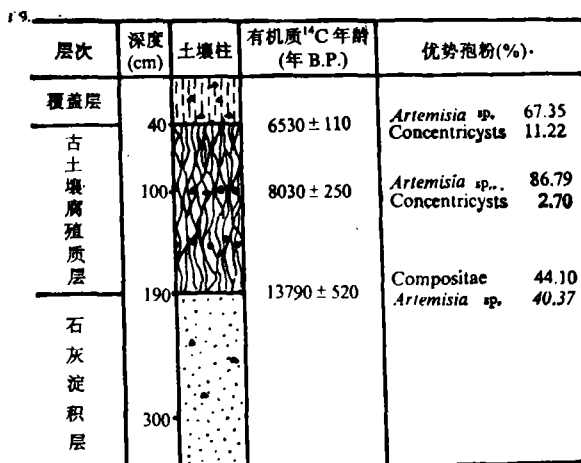 层次 深度(cm) 土壤柱 有机质¹⁴C 年龄(年 B.P.) 优势孢粉(%)
覆盖层
40 6530 ± 110 Artemisia sp. 67.35
Concentricysts 11.22
古土壤腐殖质层
100 8030 ± 250 Artemisia sp. 86.79
Concentricysts 2.70
190 13790 ± 520 Compositae 44.10
Artemisia sp. 40.37
石灰淀积层
300